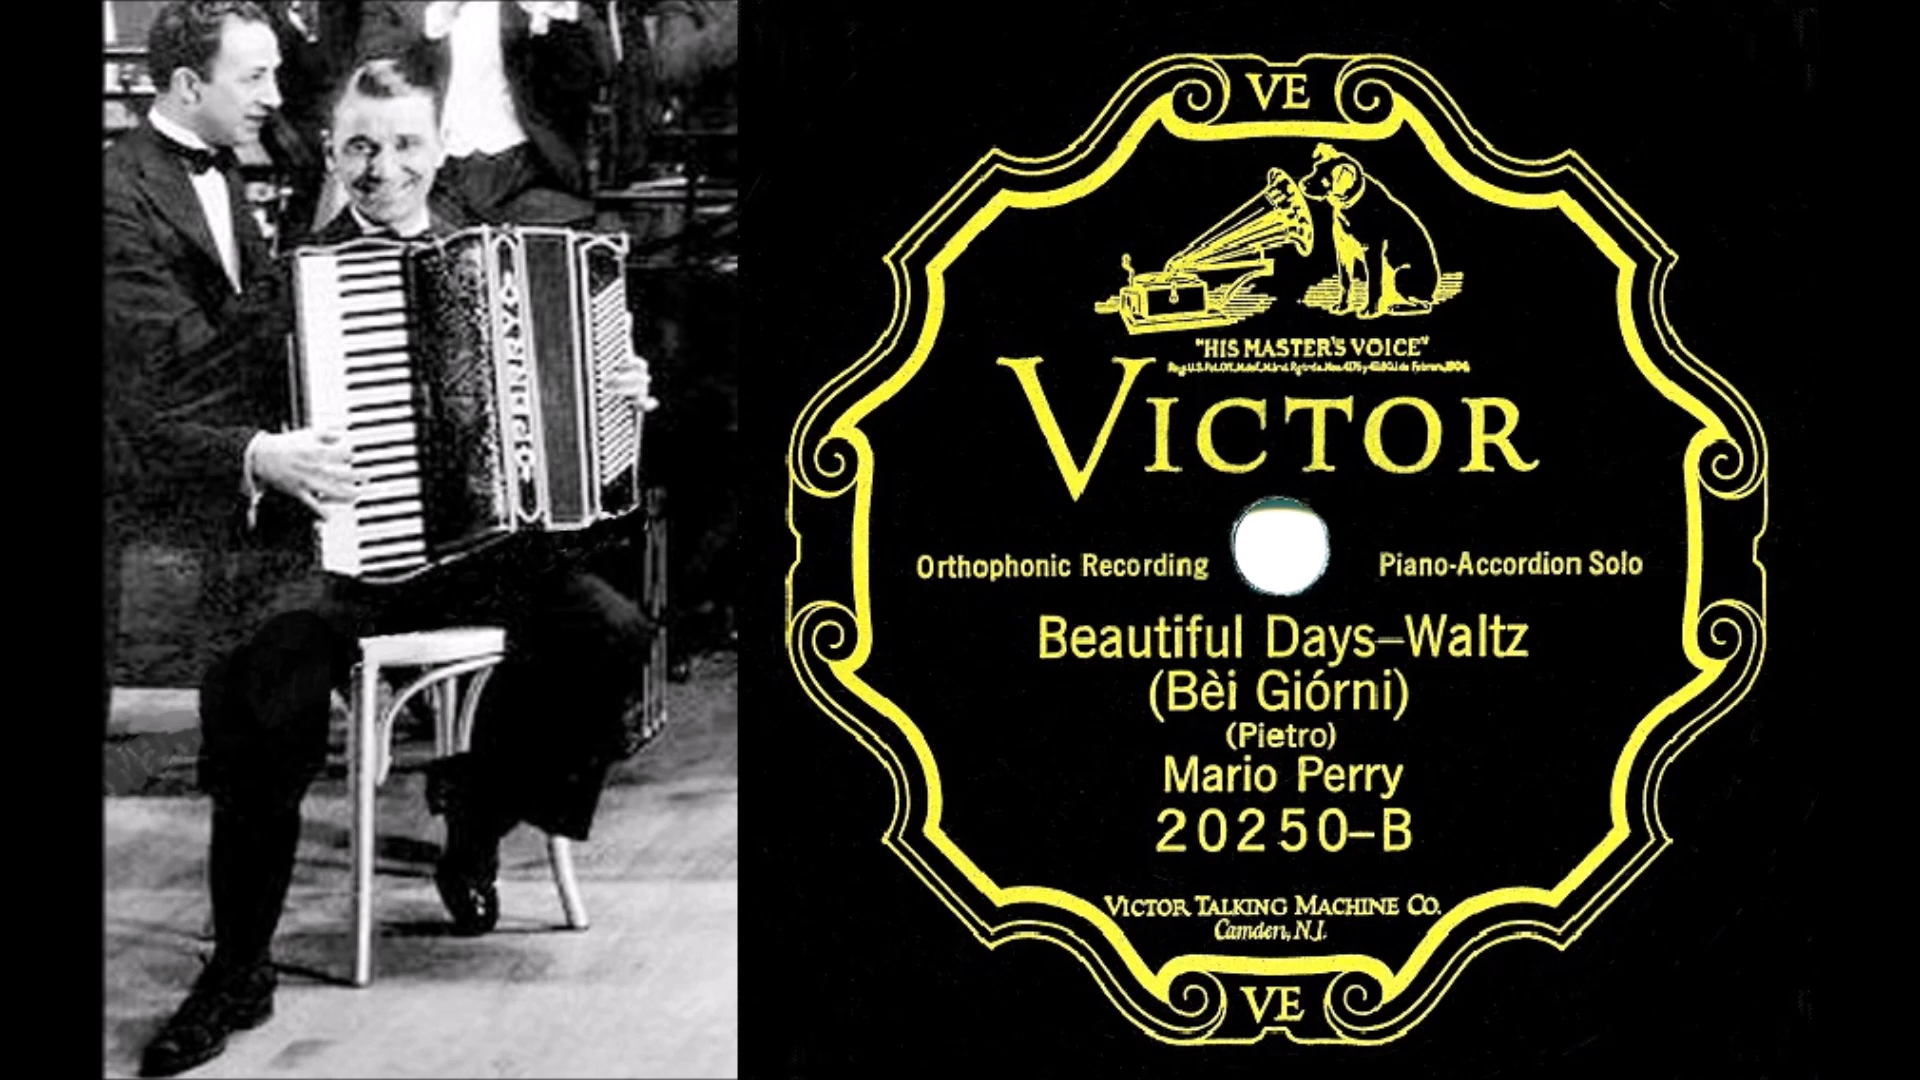 VE
"HIS MASTER'S VOICE"
VICTOR
Orthophonic Recording
Piano-Accordion Solo
Beautiful Days–Waltz
(Bèi Giórni)
(Pietro)
Mario Perry
20250–B
VICTOR TALKING MACHINE CO.
Camden, N.J.
VE